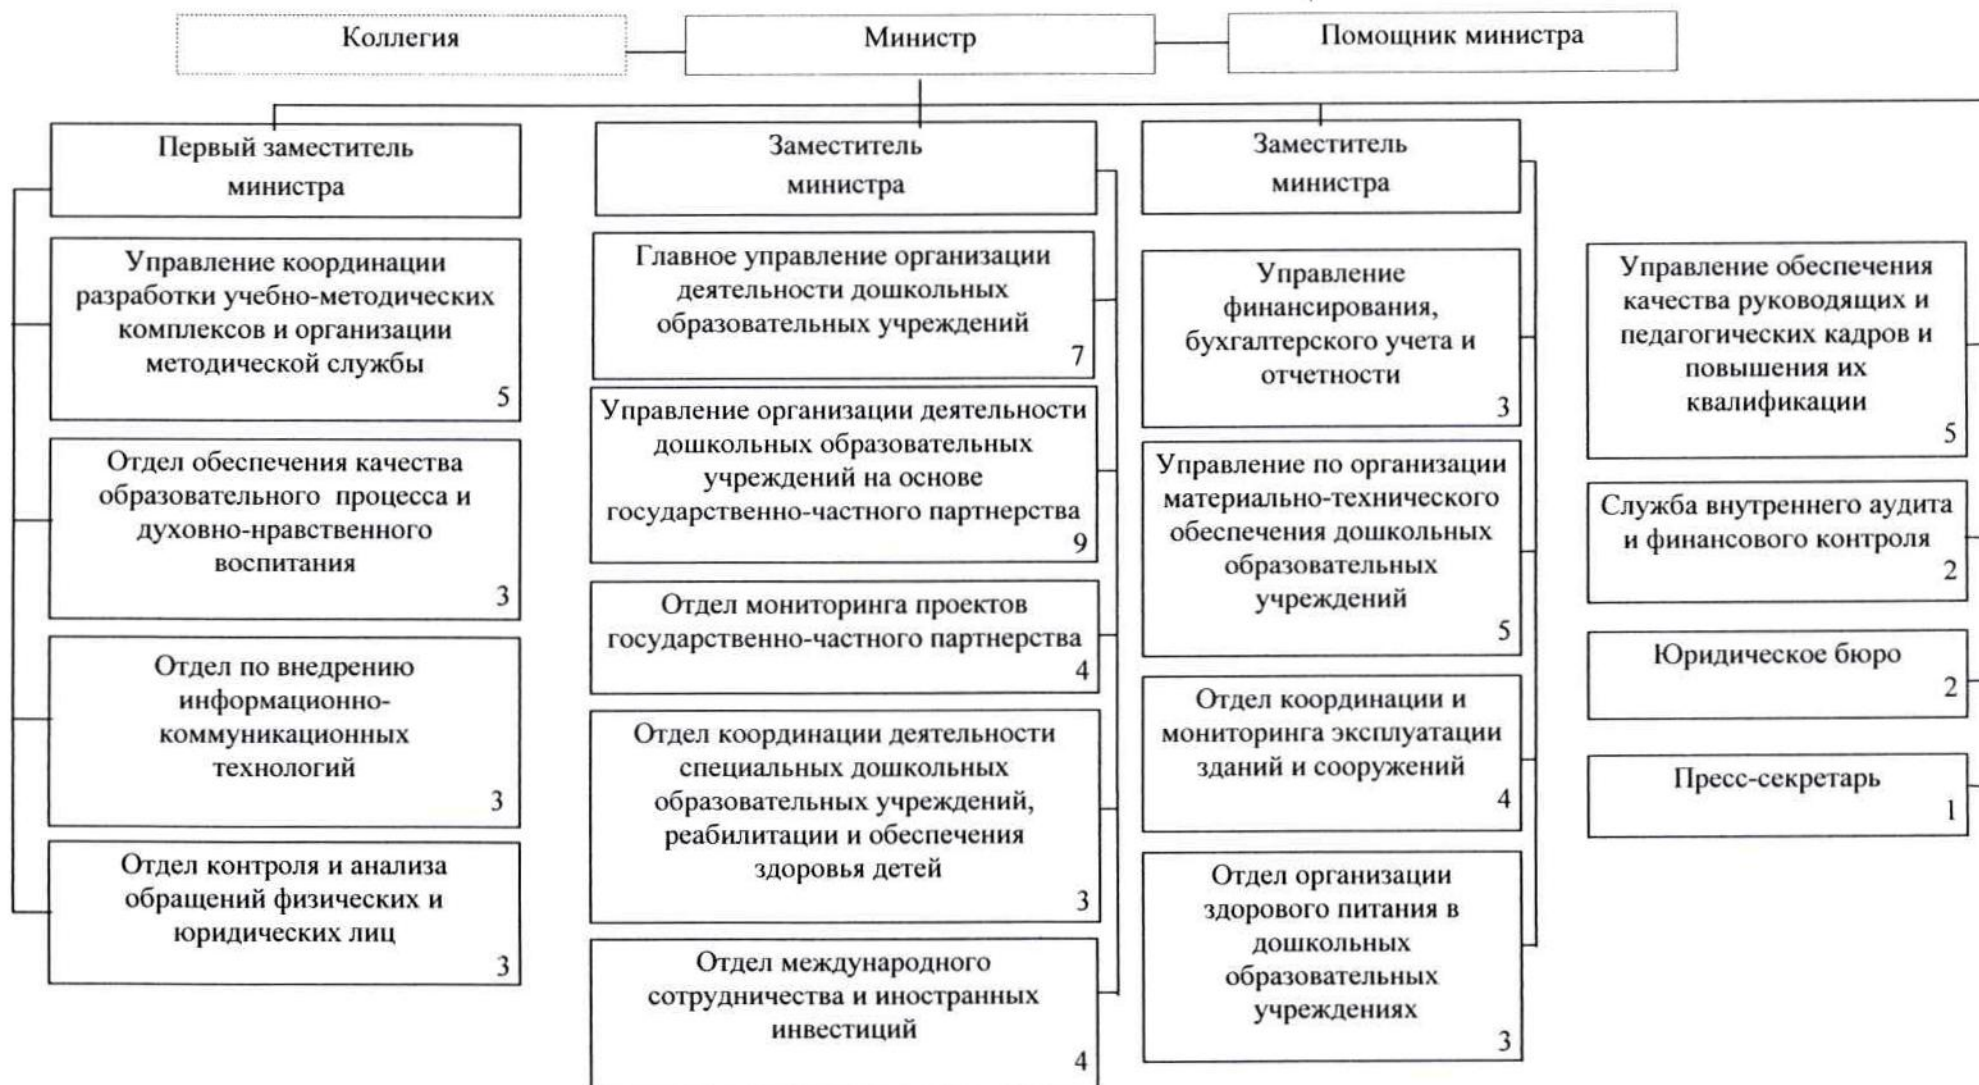 Коллегия
Министр
Помощник министра
Первый заместитель
министра
Управление координации
разработки учебно-методических
комплексов и организации
методической службы
5
Отдел обеспечения качества
образовательного процесса и
духовно-нравственного
воспитания
3
Отдел по внедрению
информационно-
коммуникационных
технологий
3
Отдел контроля и анализа
обращений физических и
юридических лиц
3
Заместитель
министра
Главное управление организации
деятельности дошкольных
образовательных учреждений
7
Управление организации деятельности
дошкольных образовательных
учреждений на основе
государственно-частного партнерства
9
Отдел мониторинга проектов
государственно-частного партнерства
4
Отдел координации деятельности
специальных дошкольных
образовательных учреждений,
реабилитации и обеспечения
здоровья детей
3
Отдел международного
сотрудничества и иностранных
инвестиций
4
Заместитель
министра
Управление
финансирования,
бухгалтерского учета и
отчетности
3
Управление по организации
материально-технического
обеспечения дошкольных
образовательных
учреждений
5
Отдел координации и
мониторинга эксплуатации
зданий и сооружений
4
Отдел организации
здорового питания в
дошкольных
образовательных
учреждениях
3
Управление обеспечения
качества руководящих и
педагогических кадров и
повышения их
квалификации
5
Служба внутреннего аудита
и финансового контроля
2
Юридическое бюро
2
Пресс-секретарь
1